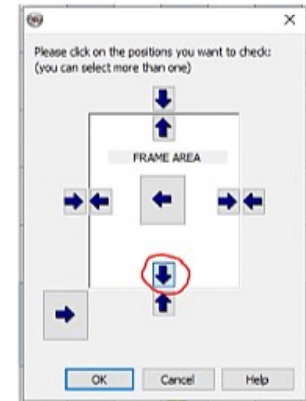 Please click on the positions you want to check:
(you can select more than one)
FRAME AREA
OK
Cancel
Help